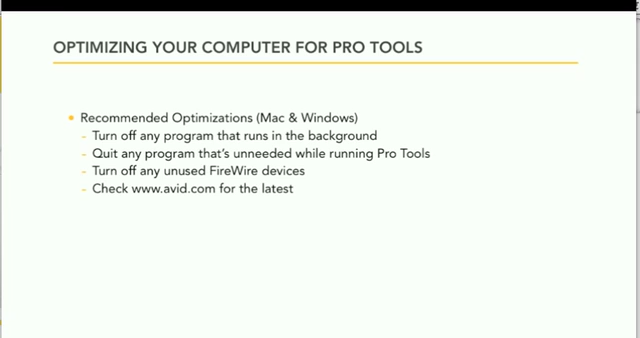 OPTIMIZING YOUR COMPUTER FOR PRO TOOLS
• Recommended Optimizations (Mac & Windows)
- Turn off any program that runs in the background
- Quit any program that's unneeded while running Pro Tools
- Turn off any unused FireWire devices
- Check www.avid.com for the latest